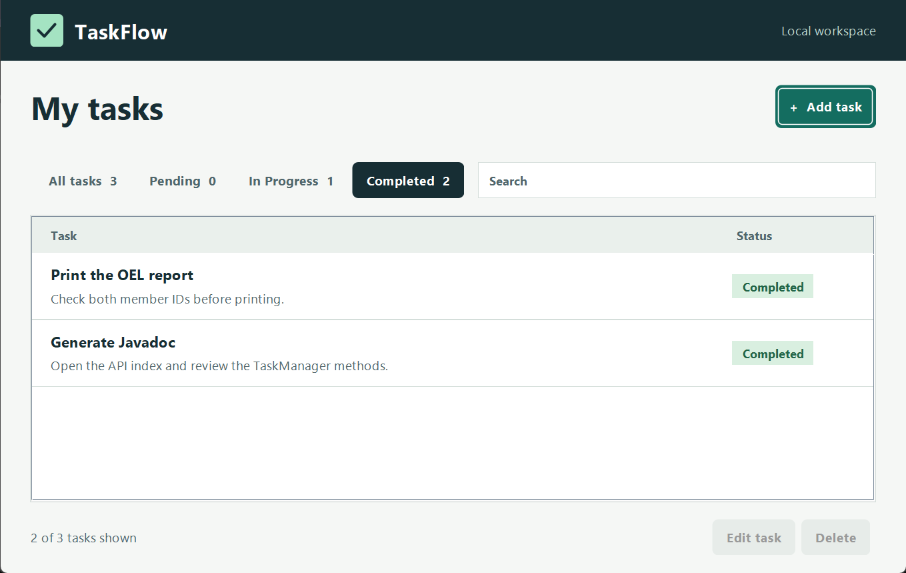 TaskFlow
Local workspace
My tasks
+ Add task
All tasks 3
Pending 0
In Progress 1
Completed 2
Search
Task
Status
Print the OEL report
Check both member IDs before printing.
Completed
Generate Javadoc
Open the API index and review the TaskManager methods.
Completed
2 of 3 tasks shown
Edit task
Delete